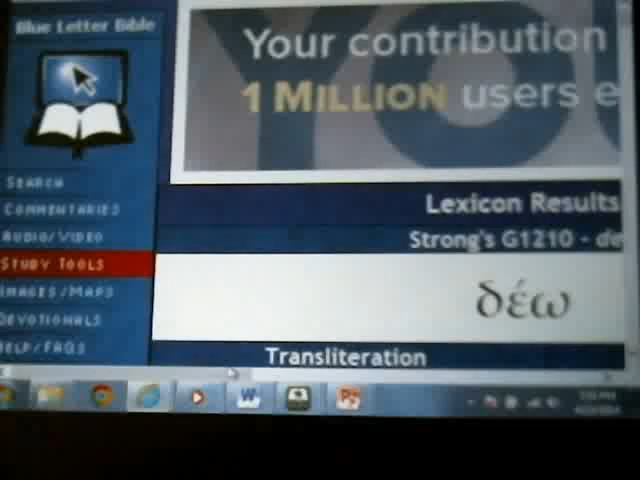 Blue Letter Bible
Your contribution
1 MILLION users e
SEARCH
COMMENTARIES
AUDIO/VIDEO
STUDY TOOLS
IMAGES/MAPS
DEVOTIONALS
HELP/FAQS
Lexicon Results
Strong's G1210 - de
δέω
Transliteration